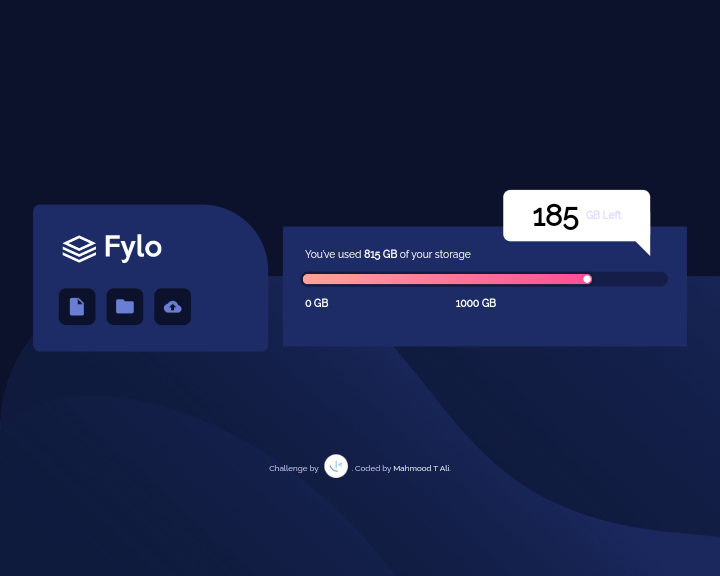 Fylo
185 GB Left
You've used 815 GB of your storage
0 GB 1000 GB
Challenge by . Coded by Mahmood T Ali.